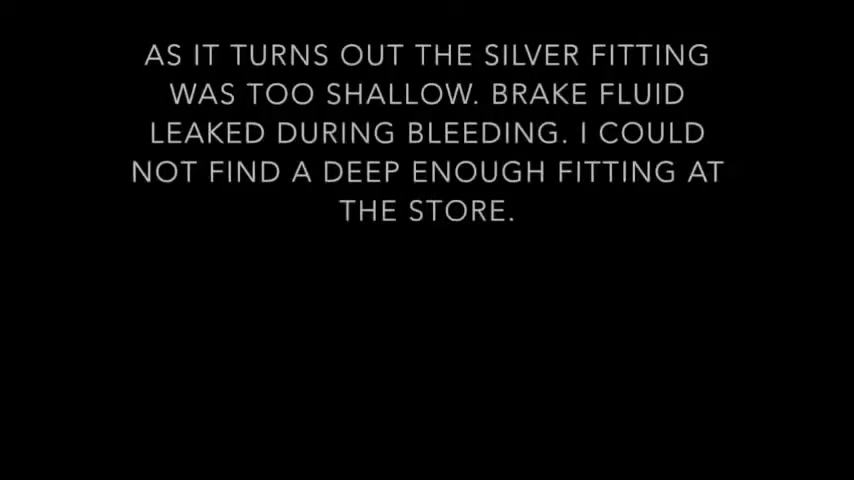 AS IT TURNS OUT THE SILVER FITTING
WAS TOO SHALLOW. BRAKE FLUID
LEAKED DURING BLEEDING. I COULD
NOT FIND A DEEP ENOUGH FITTING AT
THE STORE.